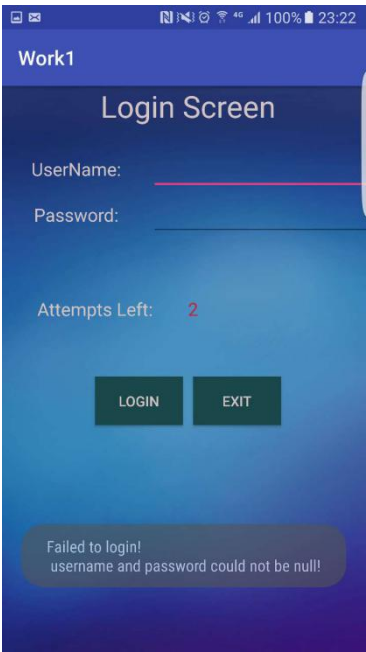 4G 100% 23:22
Work1
Login Screen
UserName:
Password:
Attempts Left: 2
LOGIN EXIT
Failed to login!
username and password could not be null!